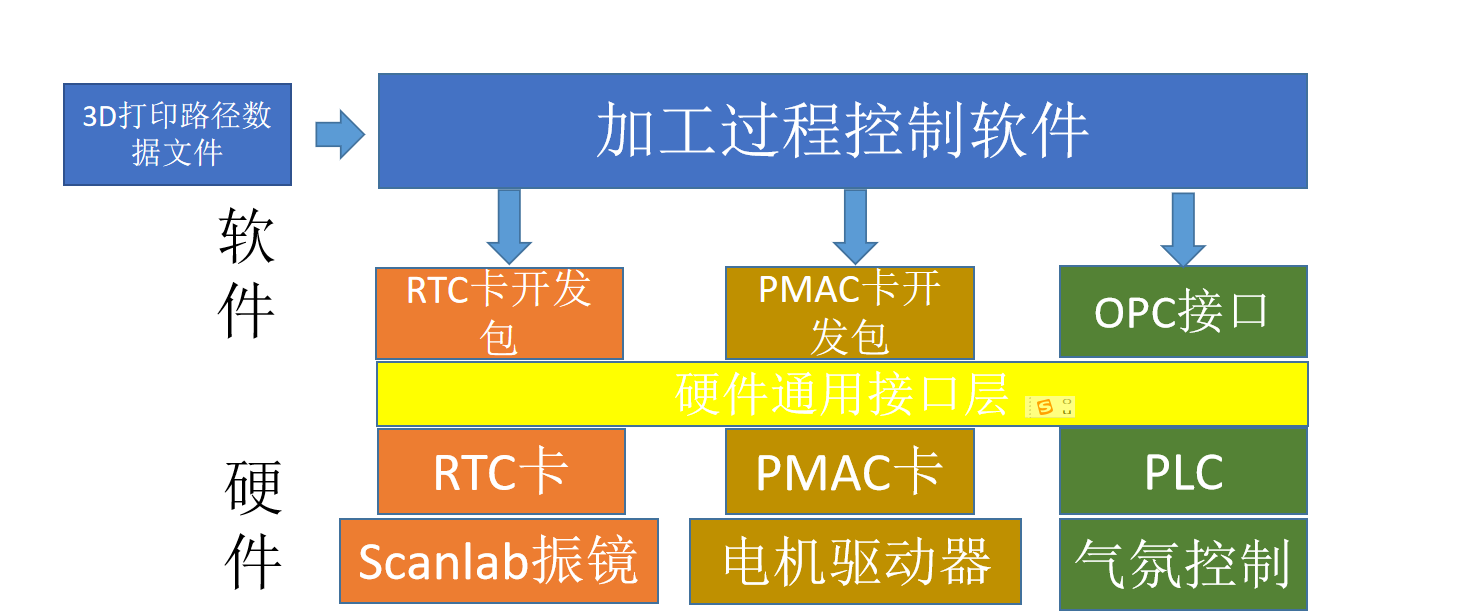 3D打印路径数
据文件
加工过程控制软件
软
件
RTC卡开发
包
PMAC卡开
发包
OPC接口
硬件通用接口层
硬
件
RTC卡
PMAC卡
PLC
Scanlab振镜
电机驱动器
气氛控制